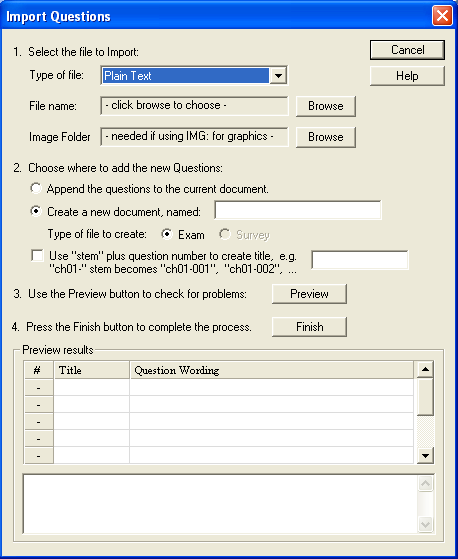 Import Questions
1. Select the file to Import:
Cancel
Type of file:
Plain Text
Help
File name:
- click browse to choose -
Browse
Image Folder
- needed if using IMG: for graphics -
Browse
2. Choose where to add the new Questions:
Append the questions to the current document.
Create a new document, named:
Type of file to create:
Exam
Survey
Use "stem" plus question number to create title, e.g.
"ch01-" stem becomes "ch01-001", "ch01-002", ...
3. Use the Preview button to check for problems:
Preview
4. Press the Finish button to complete the process.
Finish
Preview results
# Title Question Wording
-
-
-
-
-